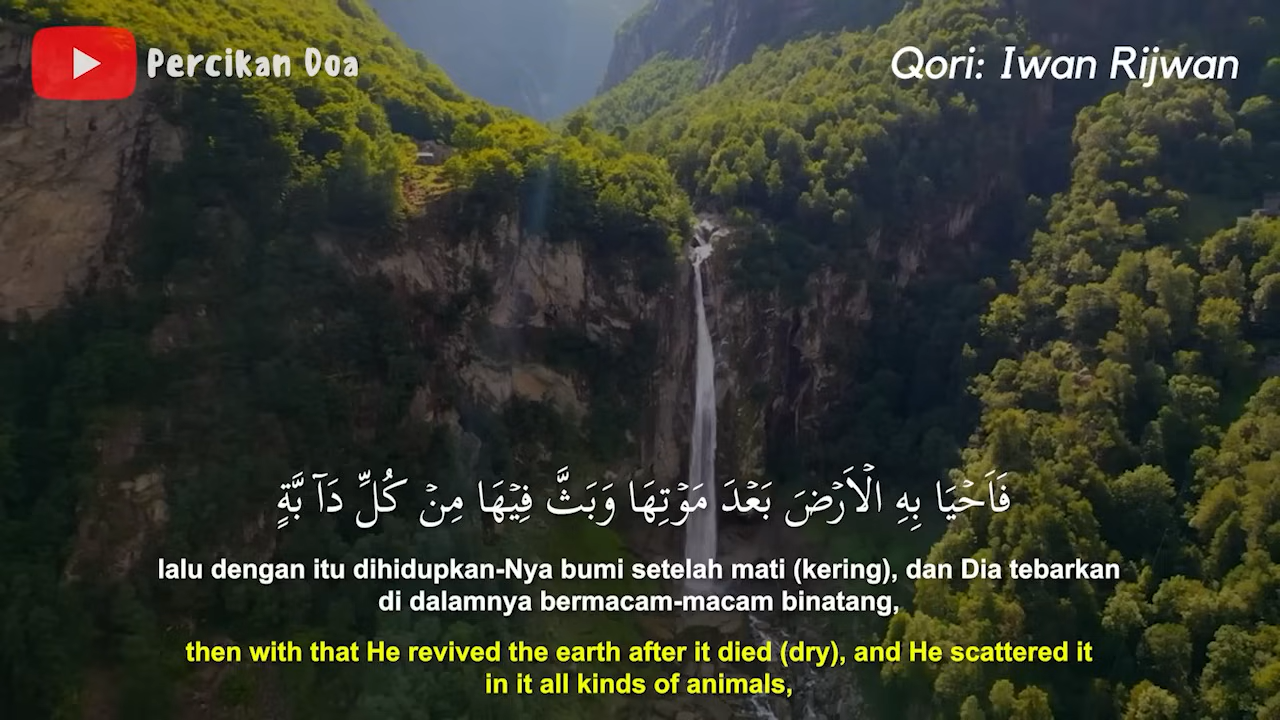 Percikan Doa
Qori: Iwan Rijwan
فَاَحْيَا بِهِ الْاَرْضَ بَعْدَ مَوْتِهَا وَبَثَّ فِيْهَا مِنْ كُلِّ دَاۤ بَّةٍ
lalu dengan itu dihidupkan-Nya bumi setelah mati (kering), dan Dia tebarkan
di dalamnya bermacam-macam binatang,
then with that He revived the earth after it died (dry), and He scattered it
in it all kinds of animals,